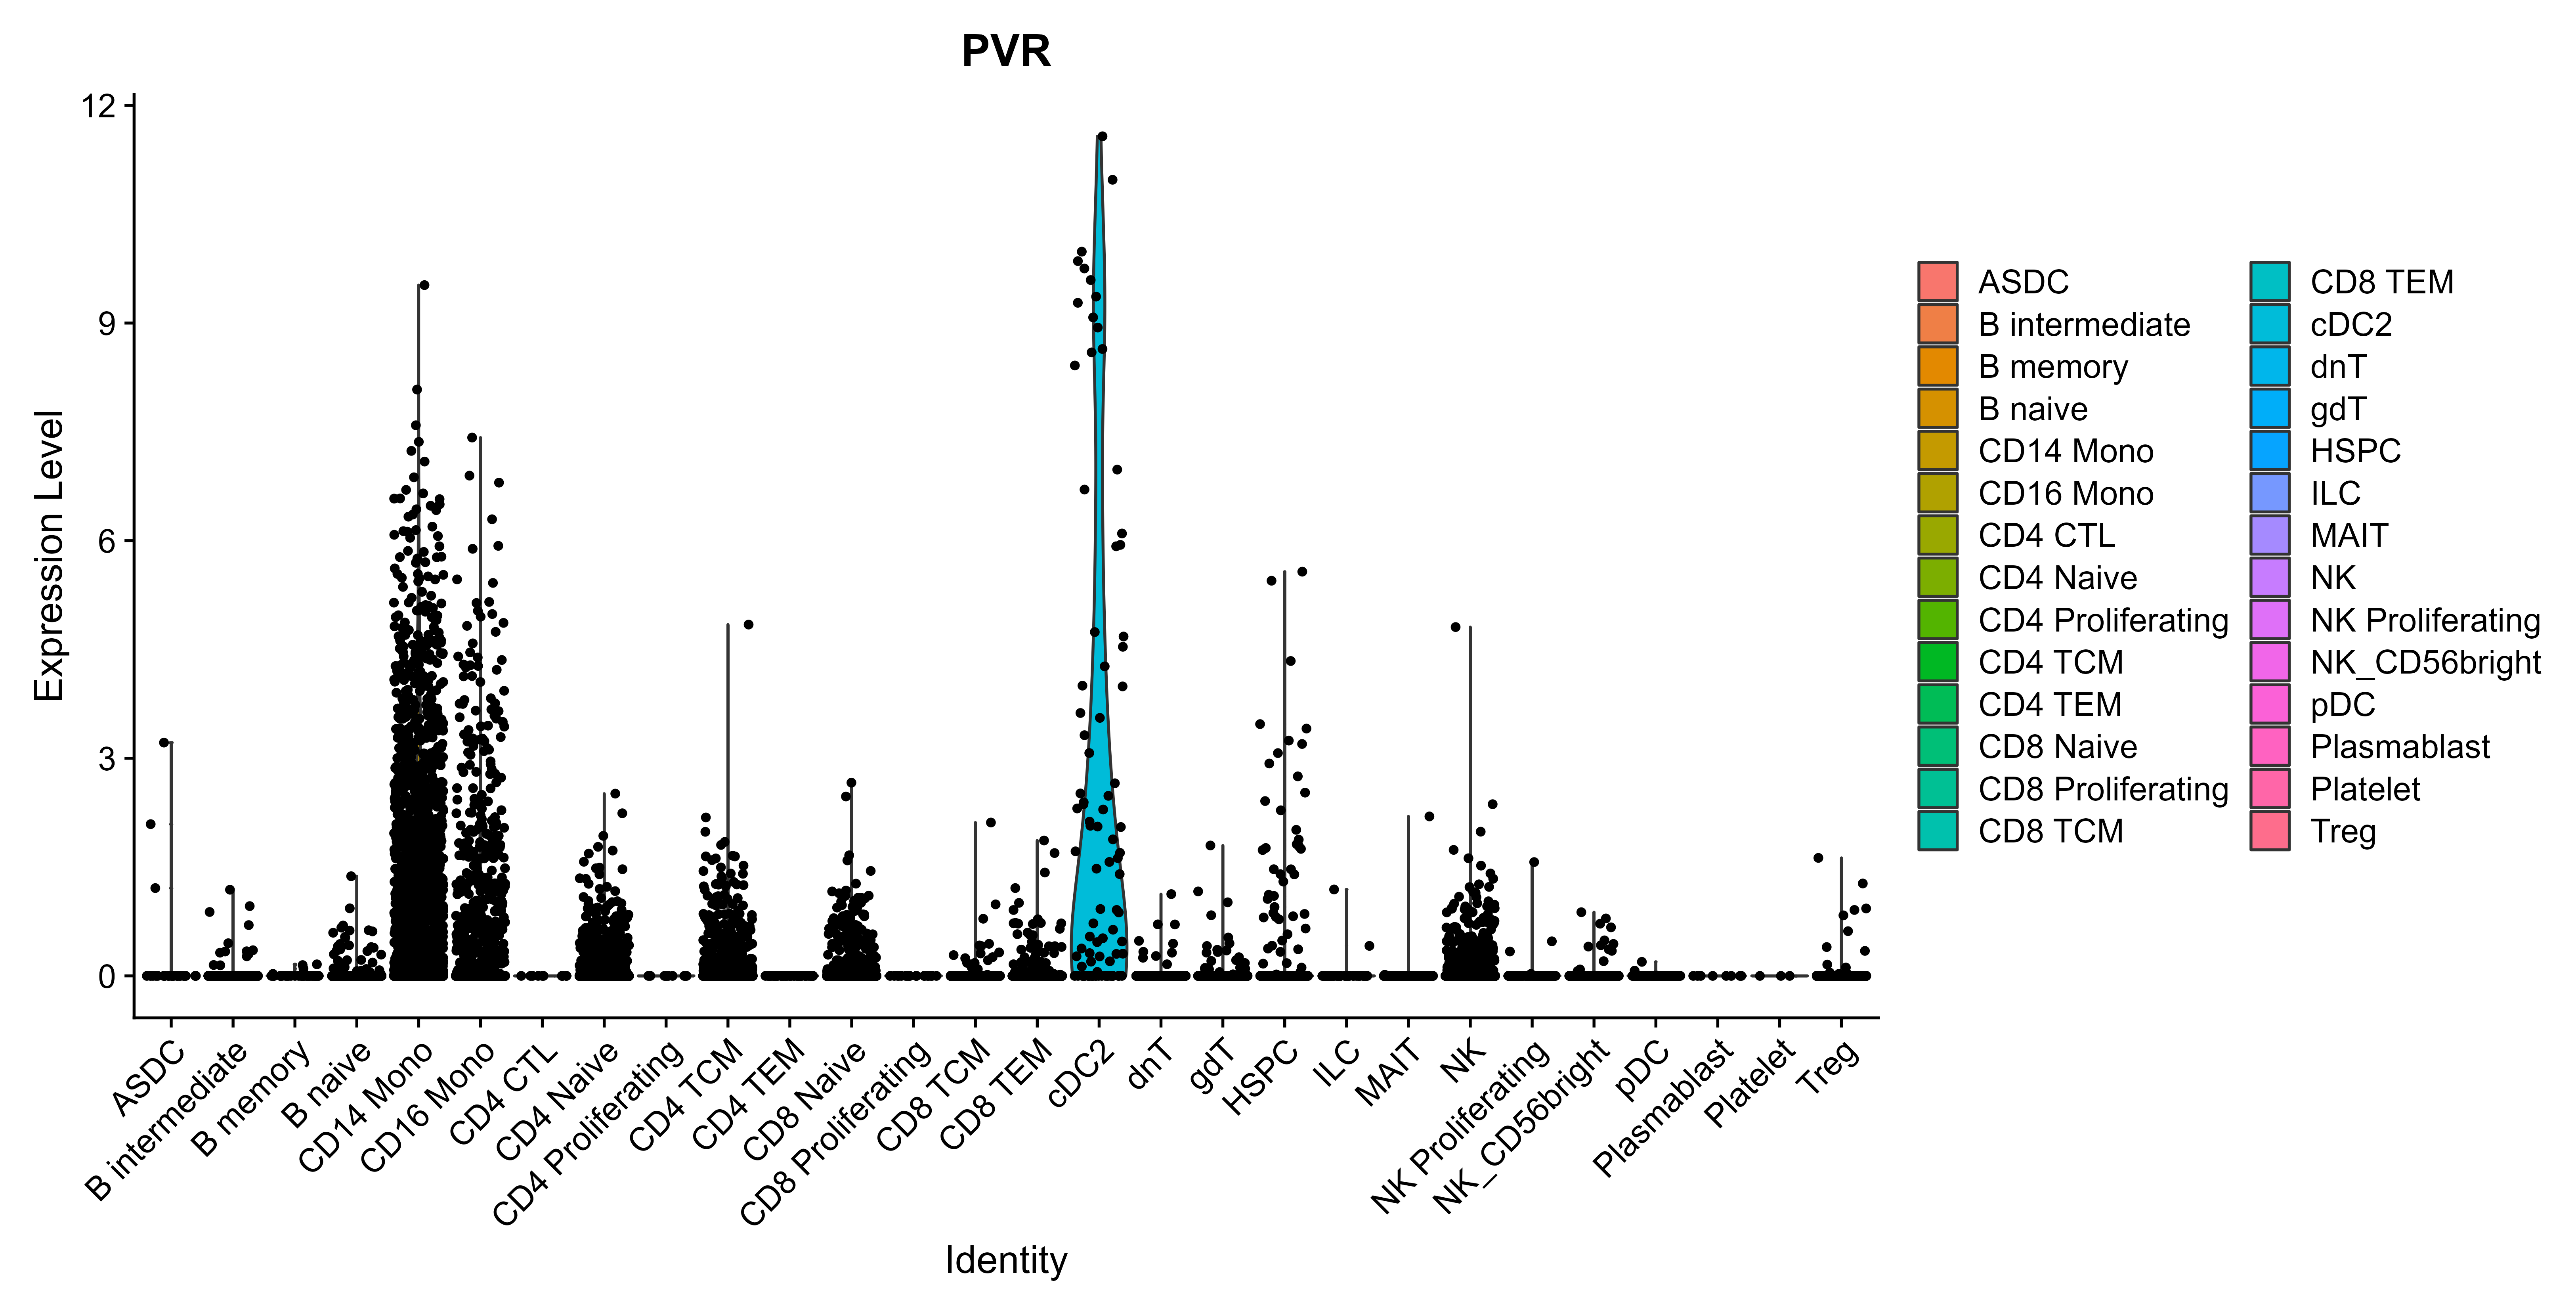 PVR
12
9
6
3
0
Expression Level
ASDC
B intermediate
B memory
B naive
CD14 Mono
CD16 Mono
CD4 CTL
CD4 Naive
CD4 Proliferating
CD4 TCM
CD4 TEM
CD8 Naive
CD8 Proliferating
CD8 TCM
CD8 TEM
cDC2
dnT
gdT
HSPC
ILC
MAIT
NK
NK Proliferating
NK_CD56bright
pDC
Plasmablast
Platelet
Treg
Identity
ASDC
B intermediate
B memory
B naive
CD14 Mono
CD16 Mono
CD4 CTL
CD4 Naive
CD4 Proliferating
CD4 TCM
CD4 TEM
CD8 Naive
CD8 Proliferating
CD8 TCM
CD8 TEM
cDC2
dnT
gdT
HSPC
ILC
MAIT
NK
NK Proliferating
NK_CD56bright
pDC
Plasmablast
Platelet
Treg